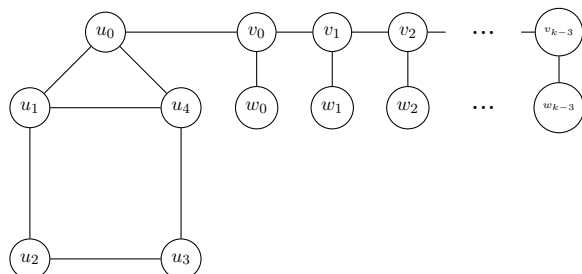 u₀ v₀ v₁ v₂ ... vₖ₋₃
u₁ u₄ w₀ w₁ w₂ ... wₖ₋₃
u₂ u₃